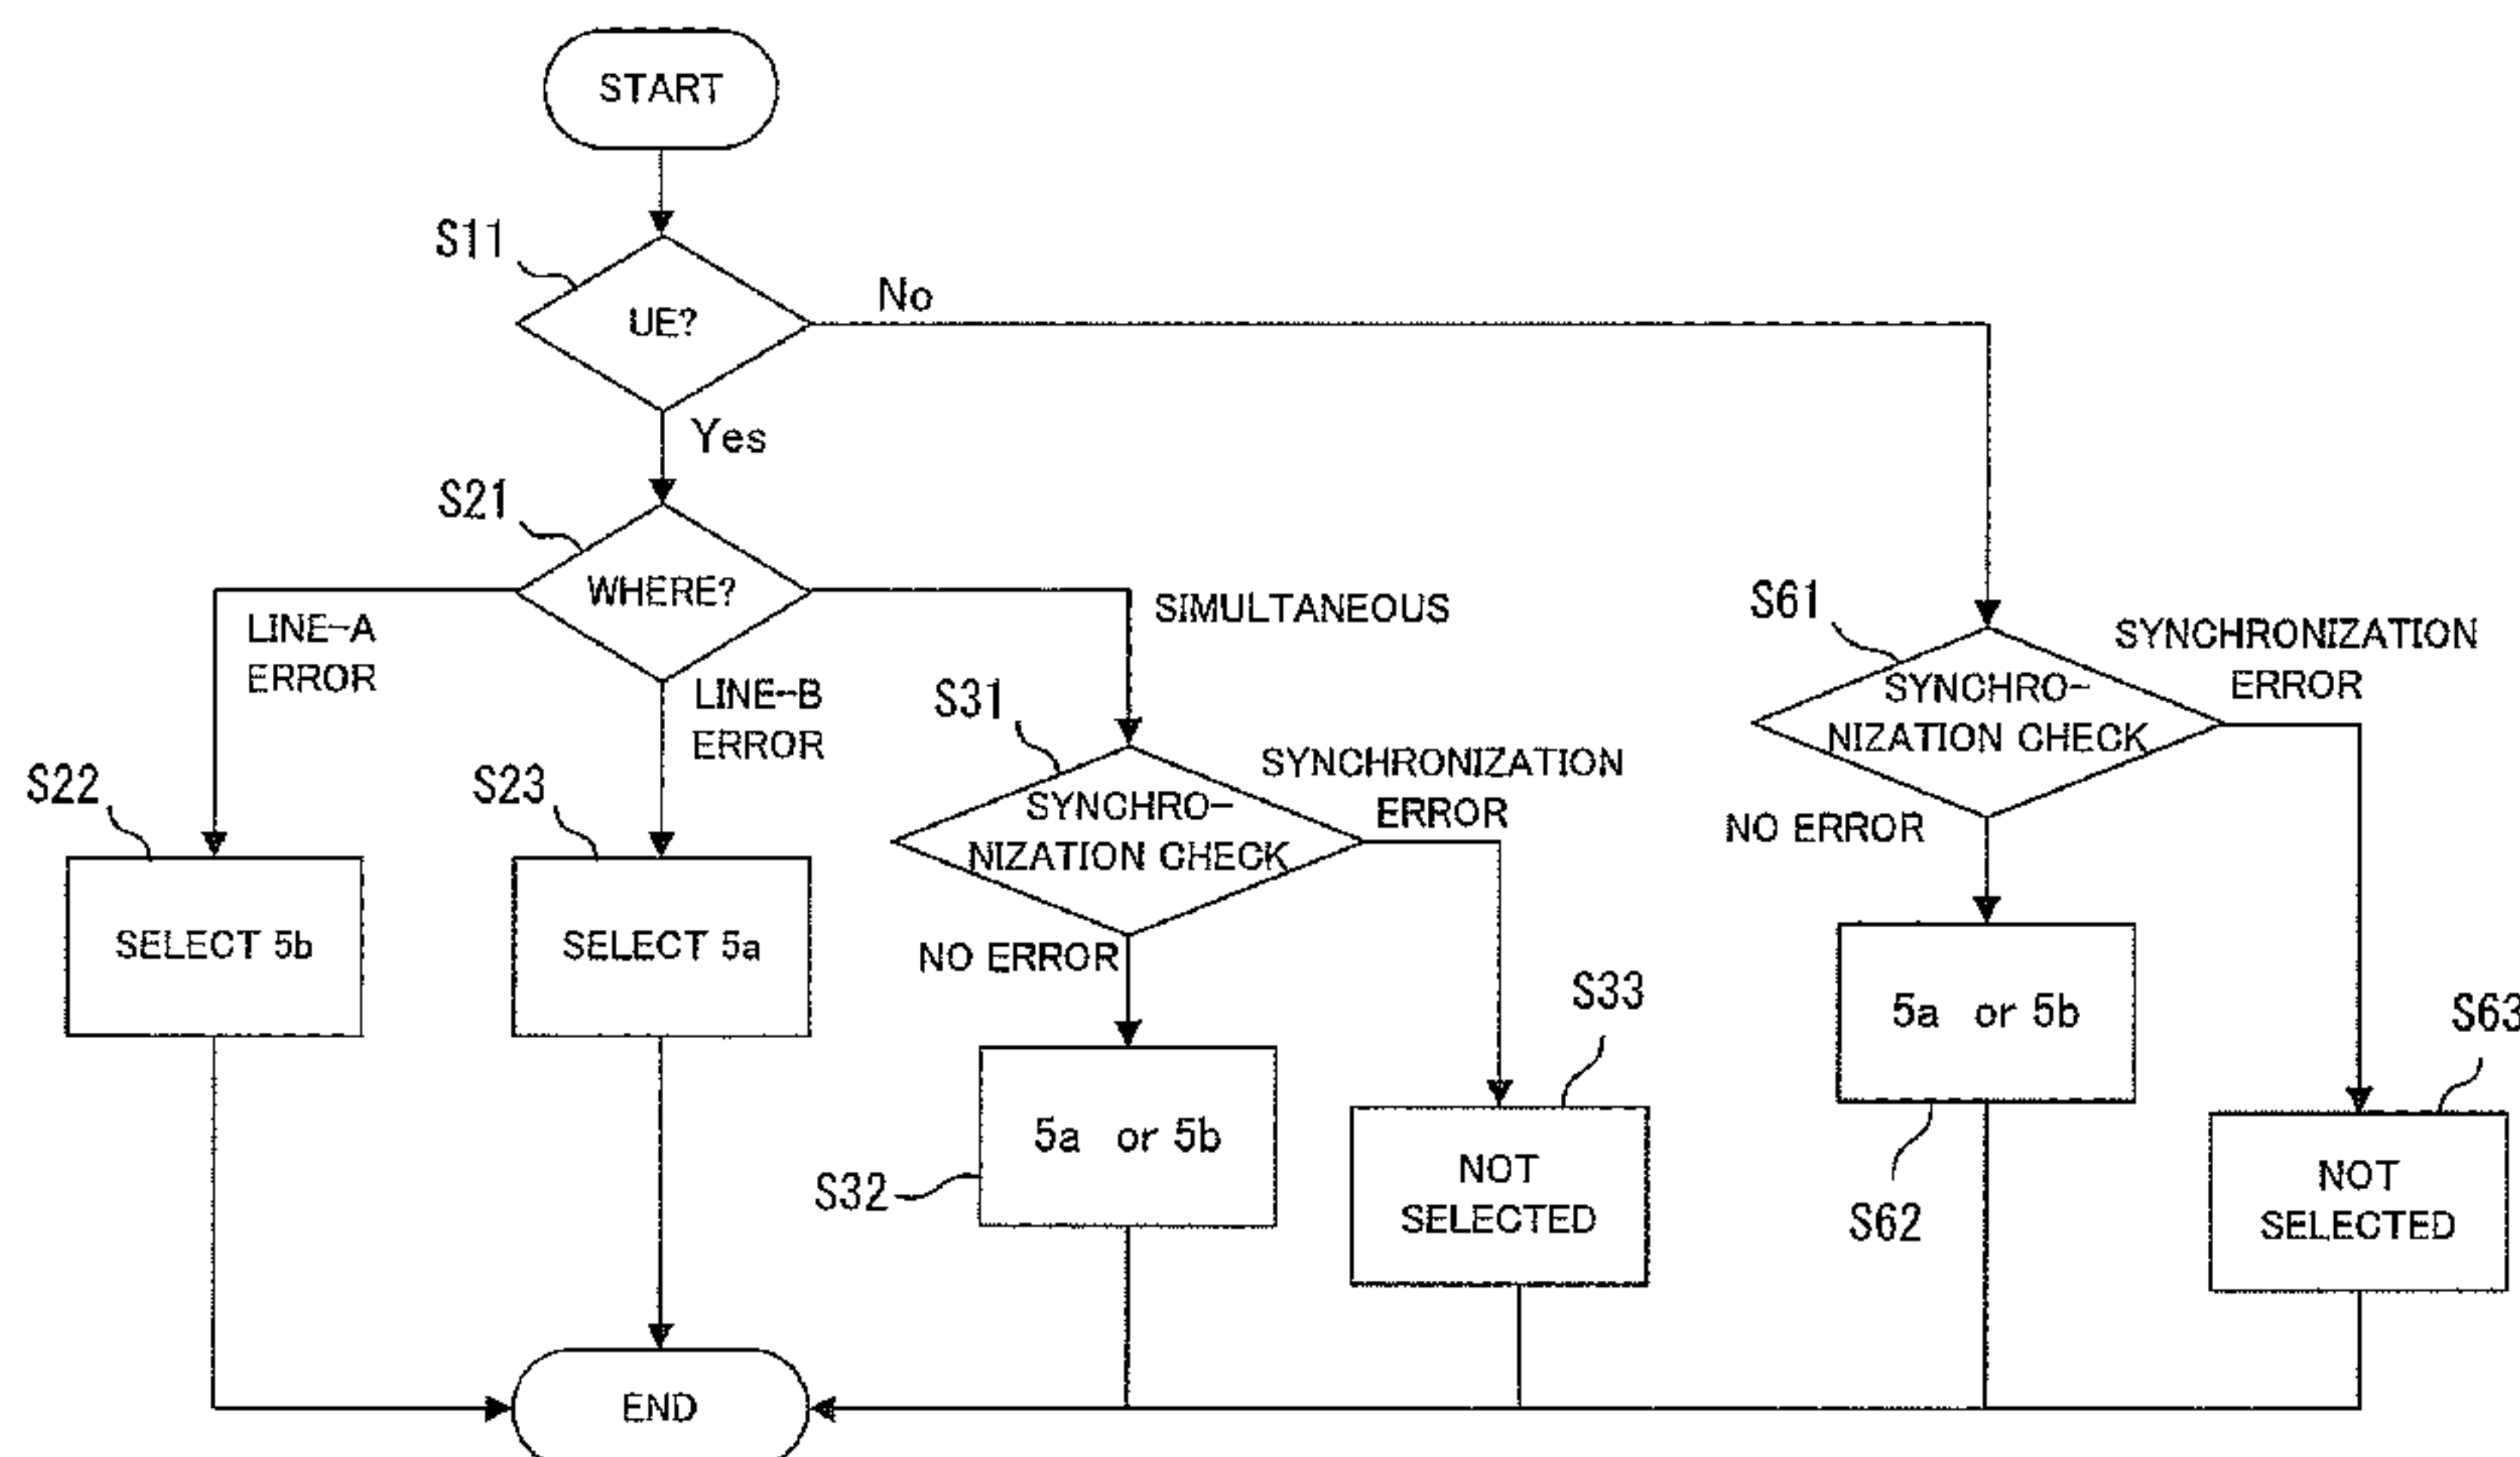 START
S11
UE?
No
Yes
S21
WHERE?
LINE-A
ERROR
LINE-B
ERROR
SIMULTANEOUS
S61
SYNCHRO-
NIZATION CHECK
SYNCHRONIZATION
ERROR
NO ERROR
S31
SYNCHRO-
NIZATION CHECK
SYNCHRONIZATION
ERROR
NO ERROR
S22
SELECT 5b
S23
SELECT 5a
S32
5a or 5b
S33
NOT
SELECTED
S62
5a or 5b
S63
NOT
SELECTED
END